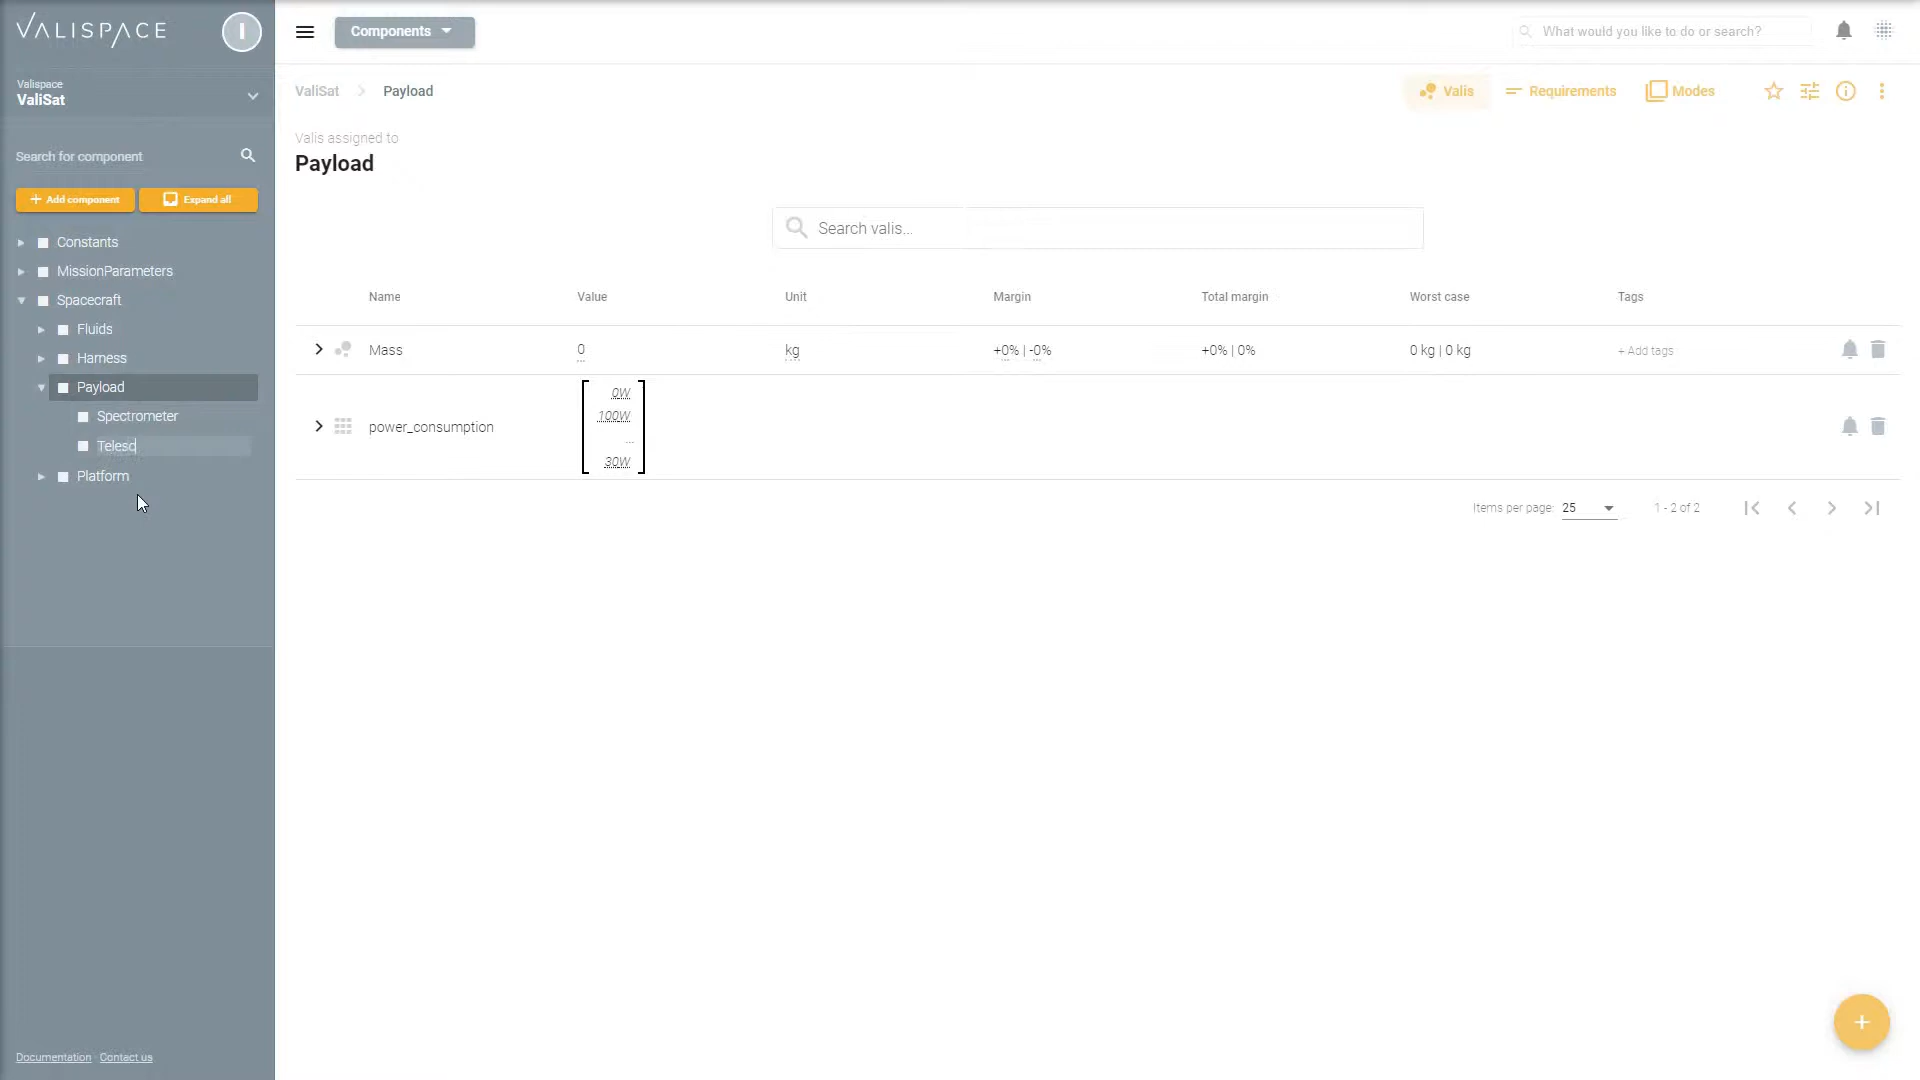 VALISPACE
I
Components
What would you like to do or search?
Valispace
ValiSat
ValiSat
Payload
Valis
Requirements
Modes
Valis assigned to
Payload
Search for component
+ Add component
Expand all
Search valis...
Constants
MissionParameters
Spacecraft
Fluids
Harness
Payload
Spectrometer
Telesc
Platform
Name Value Unit Margin Total margin Worst case Tags
Mass 0 kg +0% | -0% +0% | 0% 0 kg | 0 kg + Add tags
power_consumption
0W
100W
...
30W
Items per page: 25 1 - 2 of 2
+
Documentation · Contact us